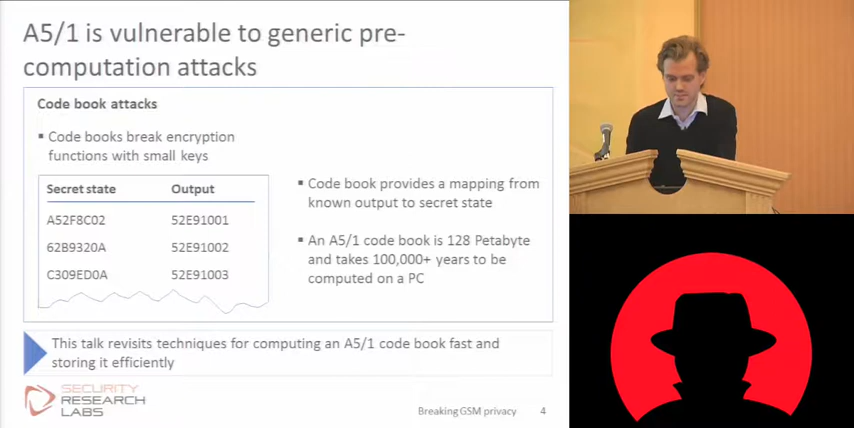 A5/1 is vulnerable to generic pre-
computation attacks
Code book attacks
▪ Code books break encryption
functions with small keys
Secret state Output
A52F8C02 52E91001
62B9320A 52E91002
C309ED0A 52E91003
▪ Code book provides a mapping from
known output to secret state
▪ An A5/1 code book is 128 Petabyte
and takes 100,000+ years to be
computed on a PC
This talk revisits techniques for computing an A5/1 code book fast and
storing it efficiently
SECURITY
RESEARCH
LABS
Breaking GSM privacy 4